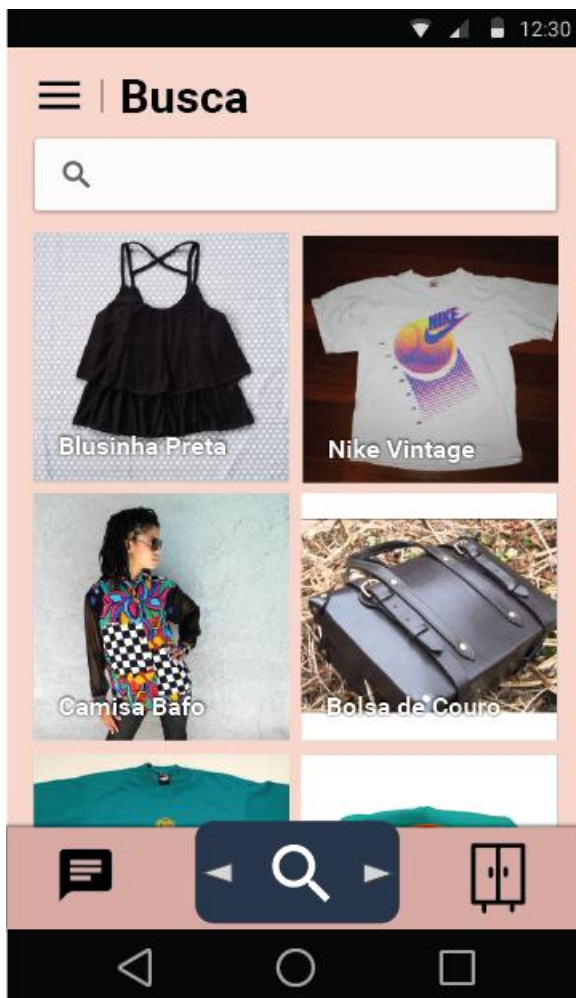 12:30
Busca
NIKE
Blusinha Preta
Nike Vintage
Camisa Bafo
Bolsa de Couro